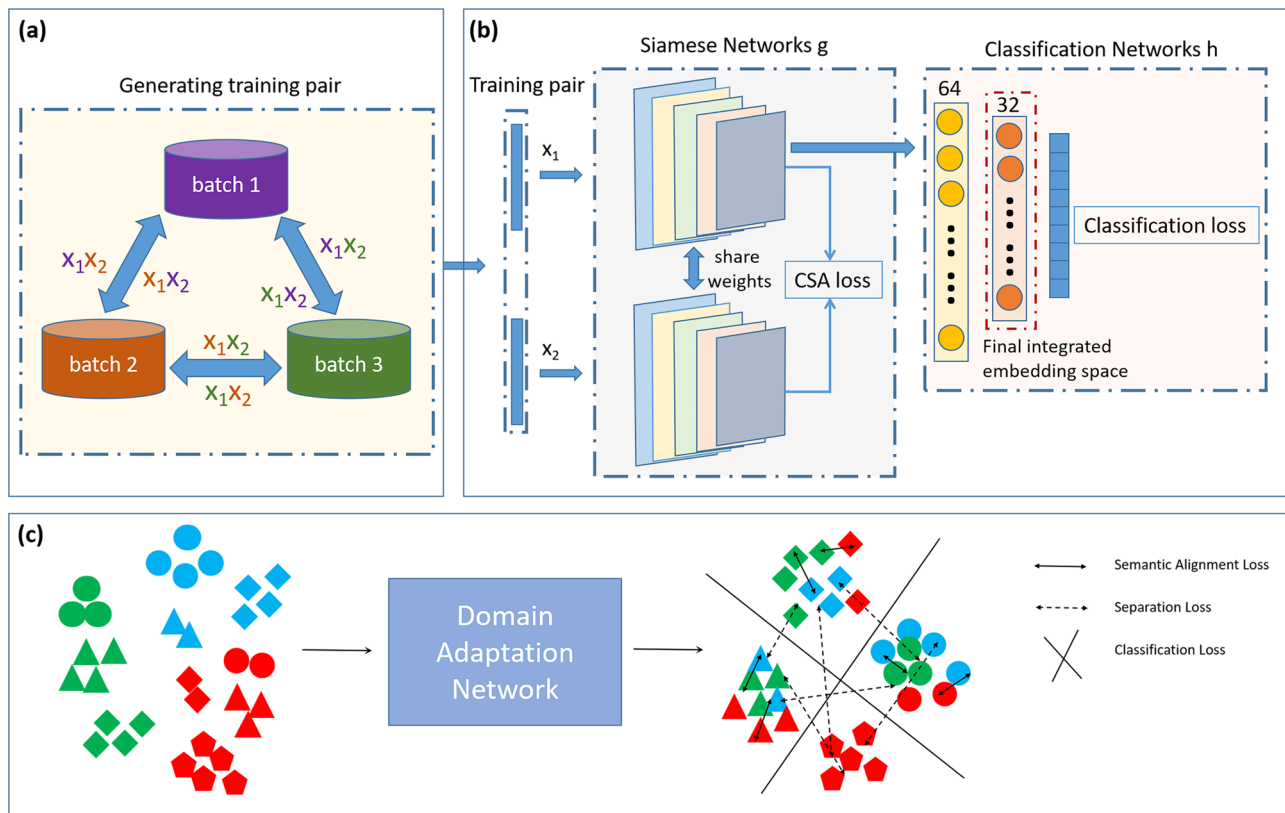 (a)
Generating training pair
batch 1
x₁x₂
x₁x₂
x₁x₂
x₁x₂
batch 2
x₁x₂
x₁x₂
batch 3
(b)
Training pair
x₁
x₂
Siamese Networks g
share
weights
CSA loss
Classification Networks h
64
32
Classification loss
Final integrated
embedding space
(c)
Domain
Adaptation
Network
Semantic Alignment Loss
Separation Loss
Classification Loss